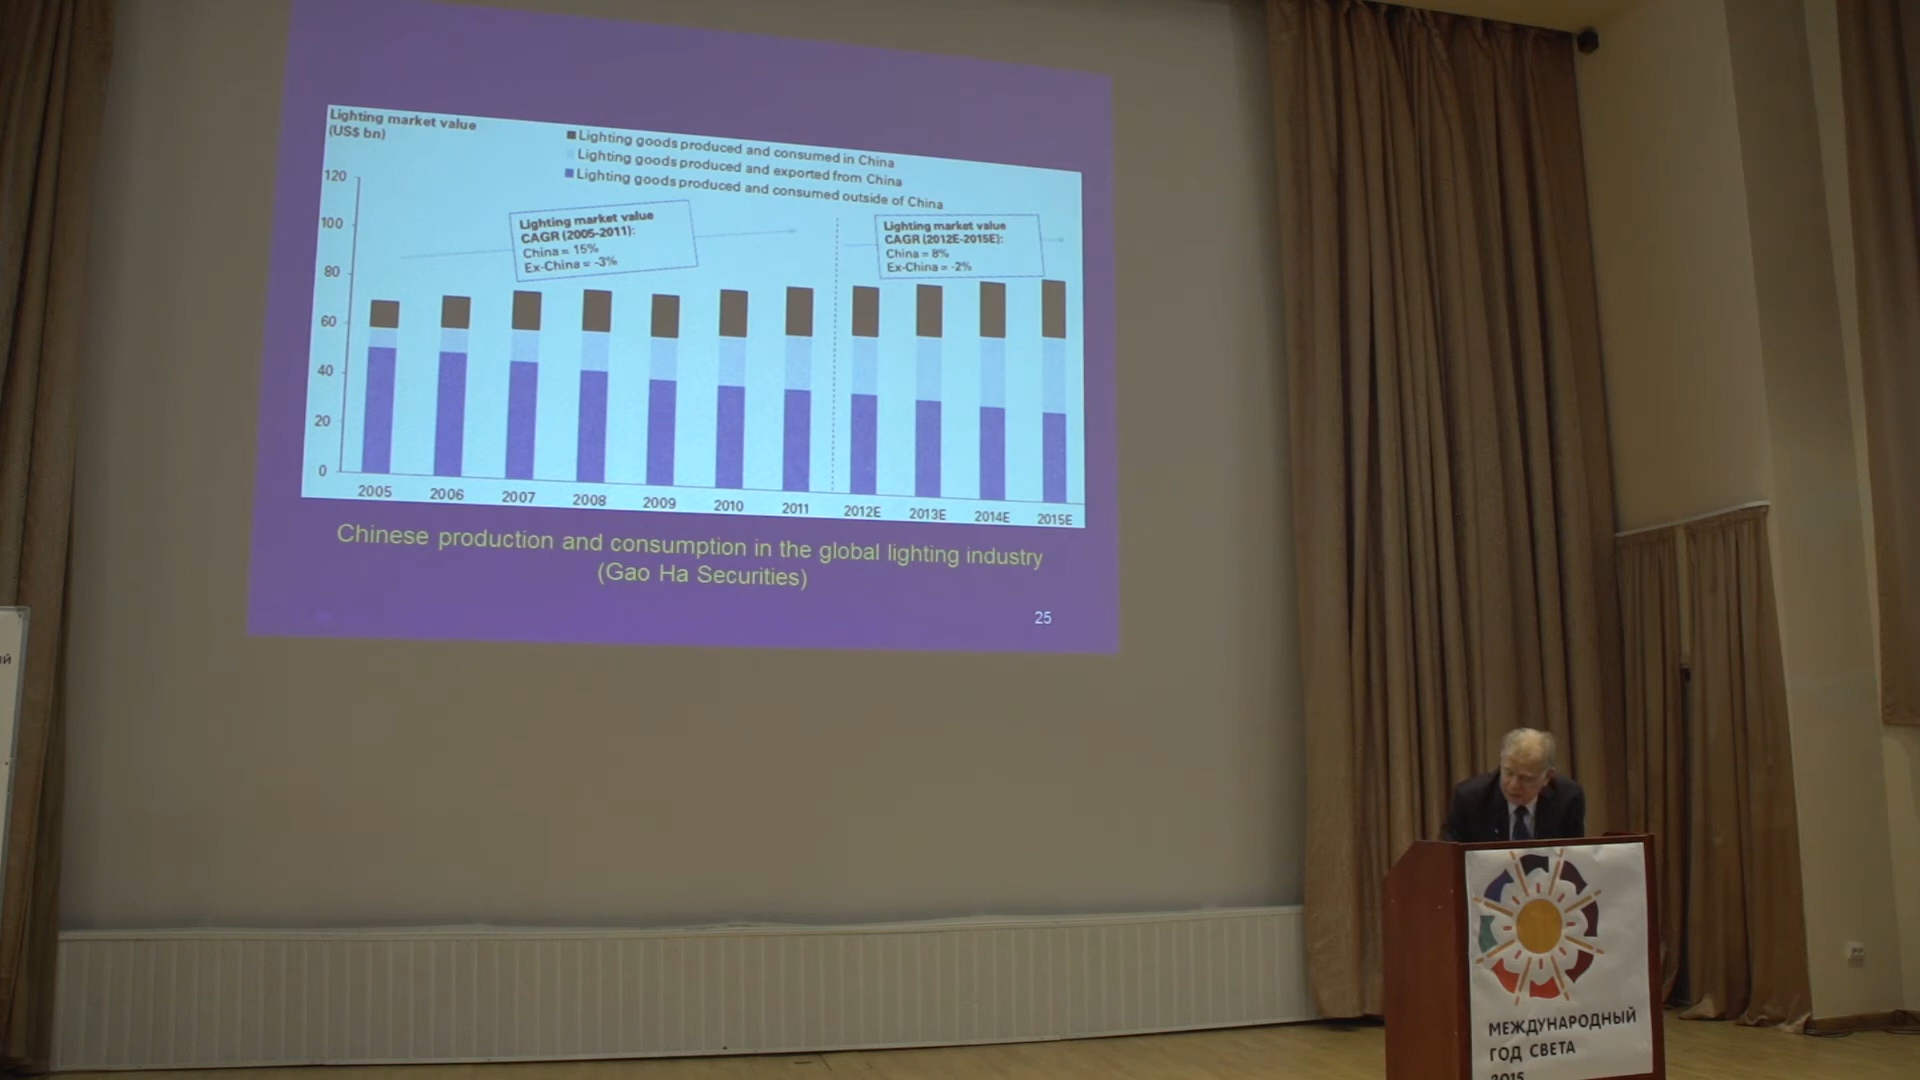 Lighting market value
(US$ bn)
Lighting goods produced and consumed in China
Lighting goods produced and exported from China
Lighting goods produced and consumed outside of China
120
100
80
60
40
20
0
Lighting market value
CAGR (2005-2011):
China = 15%
Ex-China = -3%
Lighting market value
CAGR (2012E-2015E):
China = 8%
Ex-China = -2%
2005 2006 2007 2008 2009 2010 2011 2012E 2013E 2014E 2015E
Chinese production and consumption in the global lighting industry
(Gao Ha Securities)
25
МЕЖДУНАРОДНЫЙ
ГОД СВЕТА
2015